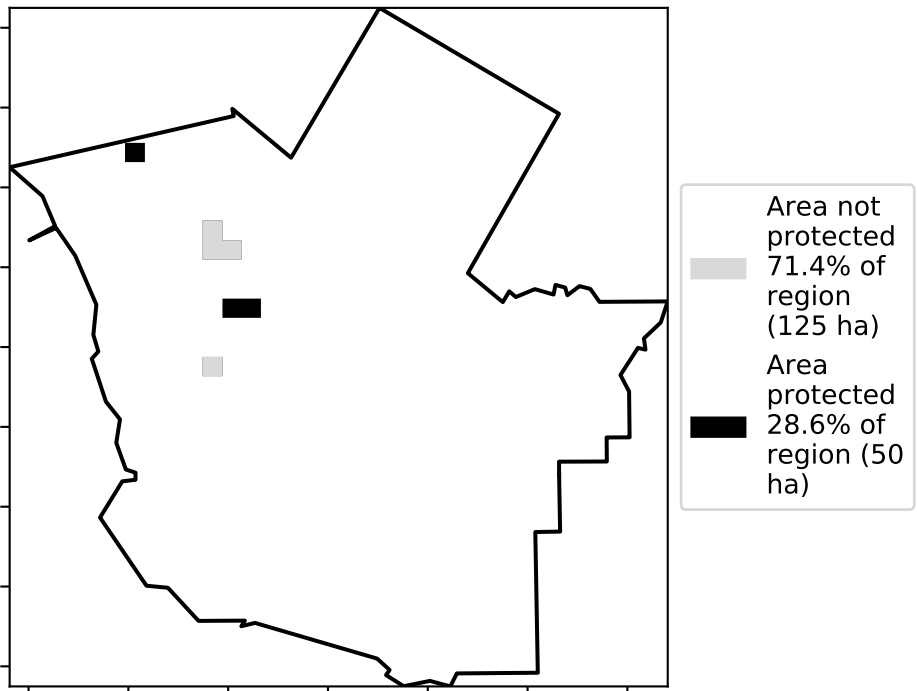 Area not
protected
71.4% of
region
(125 ha)
Area
protected
28.6% of
region (50
ha)